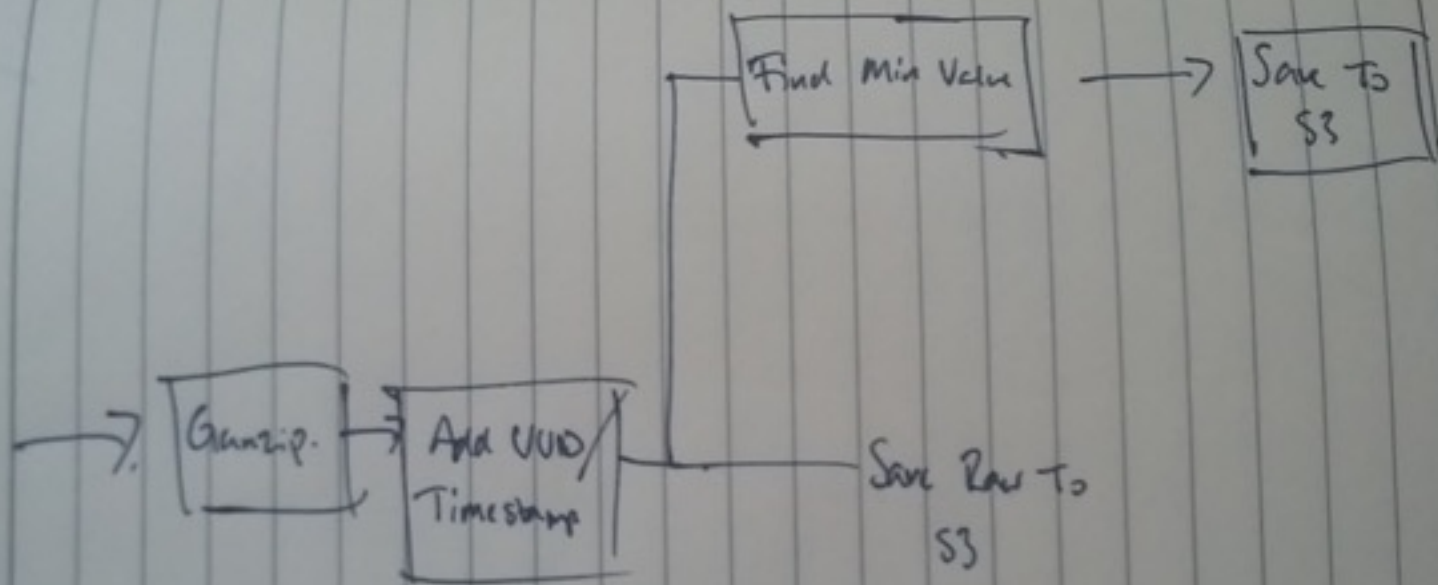 Find Min Value
Save To
S3
Gunzip.
Add UUID/
Timestamp
Save Raw To
S3